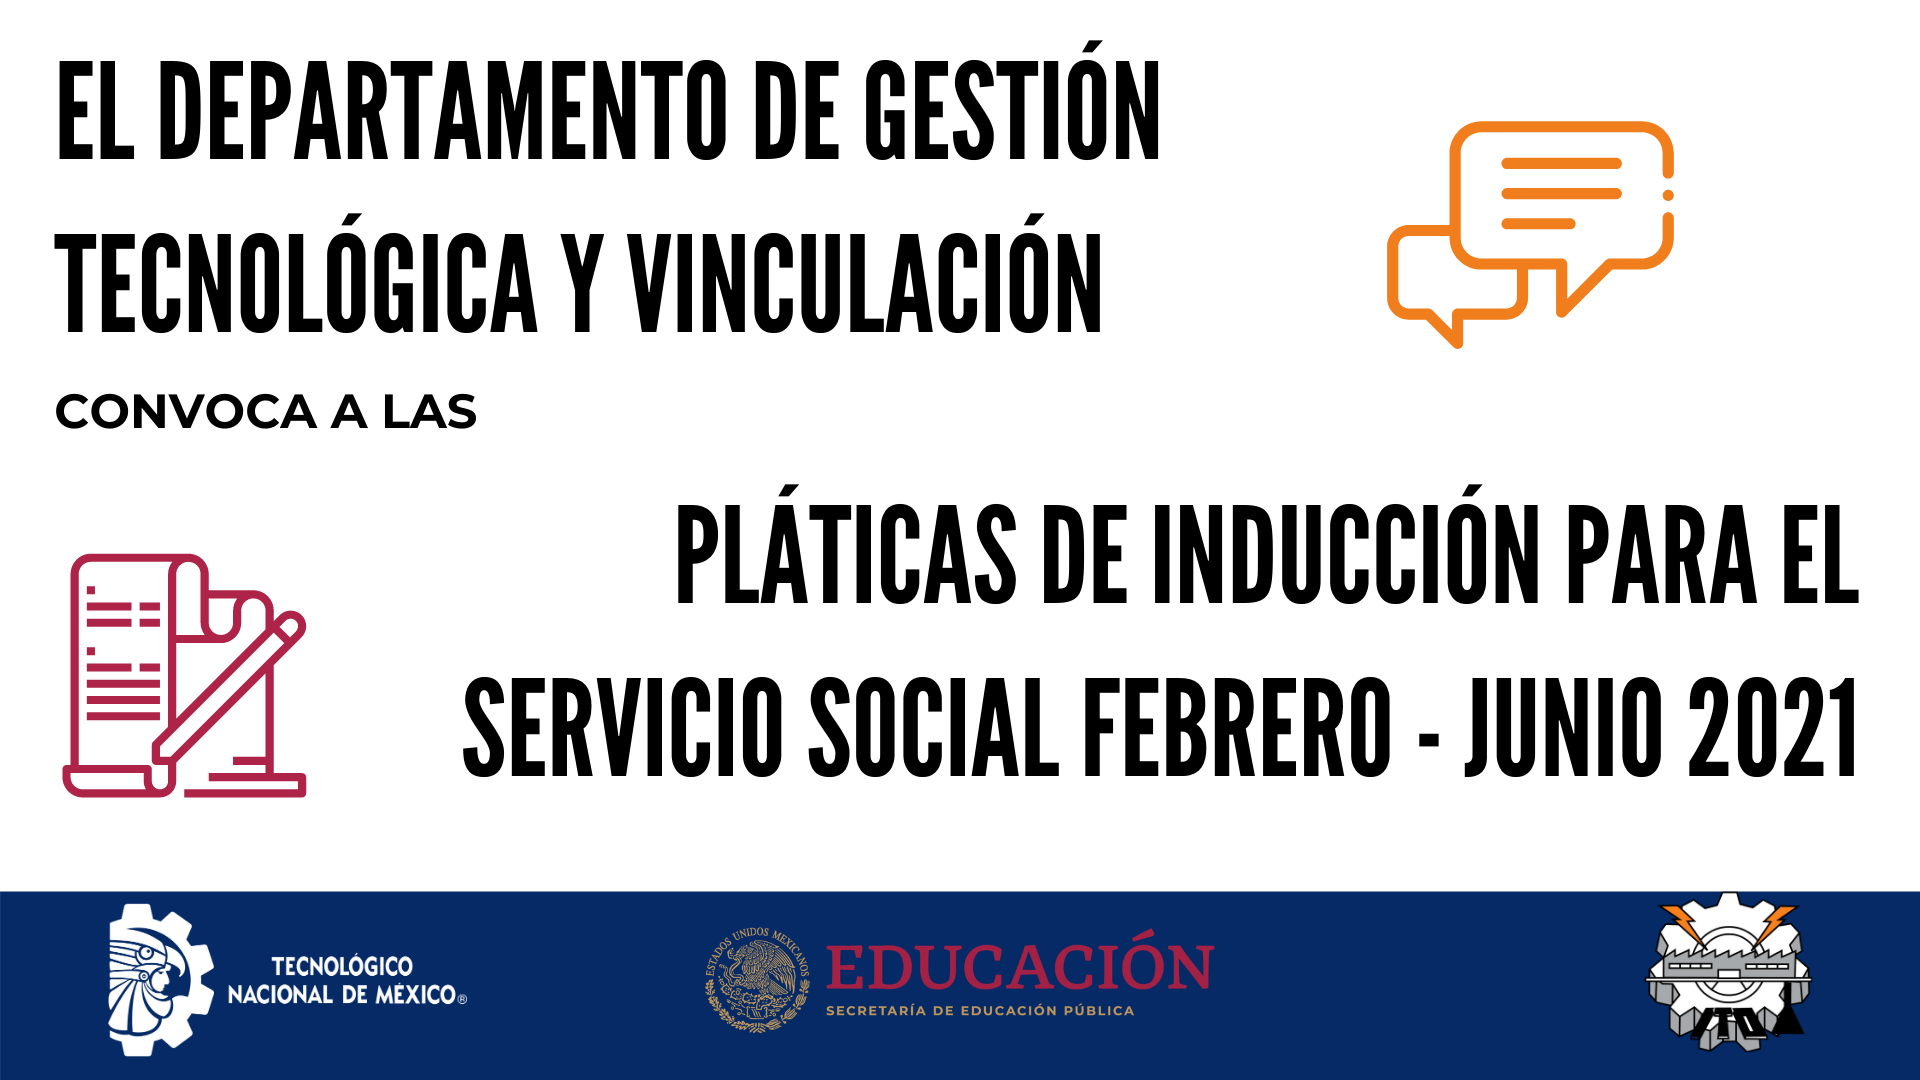 EL DEPARTAMENTO DE GESTIÓN
TECNOLÓGICA Y VINCULACIÓN
CONVOCA A LAS
PLÁTICAS DE INDUCCIÓN PARA EL
SERVICIO SOCIAL FEBRERO - JUNIO 2021
TECNOLÓGICO
NACIONAL DE MÉXICO®
ESTADOS UNIDOS MEXICANOS
EDUCACIÓN
SECRETARÍA DE EDUCACIÓN PÚBLICA